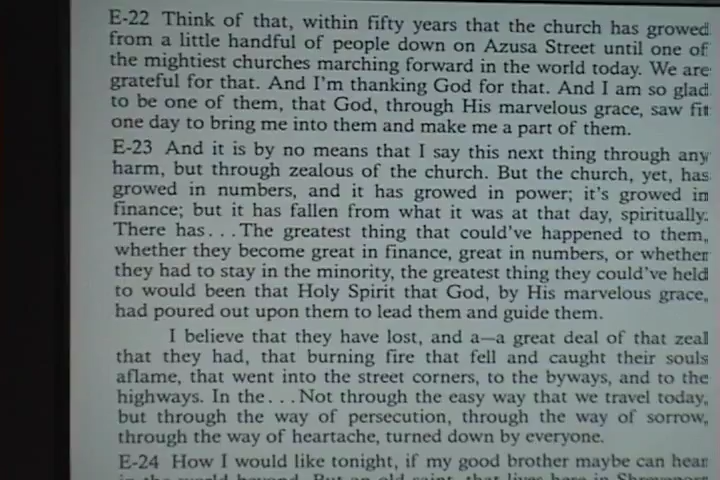 E-22 Think of that, within fifty years that the church has growed
from a little handful of people down on Azusa Street until one of
the mightiest churches marching forward in the world today. We are
grateful for that. And I'm thanking God for that. And I am so glad
to be one of them, that God, through His marvelous grace, saw fit
one day to bring me into them and make me a part of them.
E-23 And it is by no means that I say this next thing through any
harm, but through zealous of the church. But the church, yet, has
growed in numbers, and it has growed in power; it's growed in
finance; but it has fallen from what it was at that day, spiritually.
There has. . . The greatest thing that could've happened to them,
whether they become great in finance, great in numbers, or whether
they had to stay in the minority, the greatest thing they could've held
to would been that Holy Spirit that God, by His marvelous grace,
had poured out upon them to lead them and guide them.
I believe that they have lost, and a—a great deal of that zeal
that they had, that burning fire that fell and caught their souls
aflame, that went into the street corners, to the byways, and to the
highways. In the. . . Not through the easy way that we travel today,
but through the way of persecution, through the way of sorrow,
through the way of heartache, turned down by everyone.
E-24 How I would like tonight, if my good brother maybe can hear
in the world beyond. But an old saint, that lives here in Shreveport